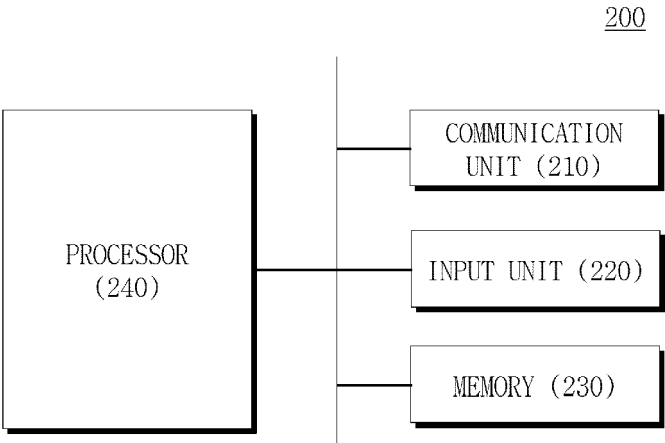 200
PROCESSOR
(240)
COMMUNICATION
UNIT (210)
INPUT UNIT (220)
MEMORY (230)